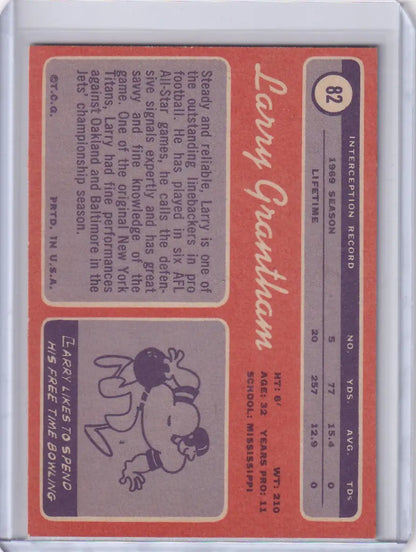 82
INTERCEPTION RECORD
NO. YDS. AVG. TDS.
1969 SEASON 5 77 15.4 0
LIFETIME 20 257 12.9 0
Larry Grantham
HT: 6' WT: 210
AGE: 32 YEARS PRO: 11
SCHOOL: MISSISSIPPI
Steady and reliable, Larry is one of
the outstanding linebackers in pro
football. He has played in six AFL
All-Star games, he calls the defen-
sive signals expertly and has great
savvy and fine knowledge of the
game. One of the original New York
Titans, Larry had fine performances
against Oakland and Baltimore in the
Jets' championship season.
©T.C.G. PRTD. IN U.S.A.
LARRY LIKES TO SPEND
HIS FREE TIME BOWLING